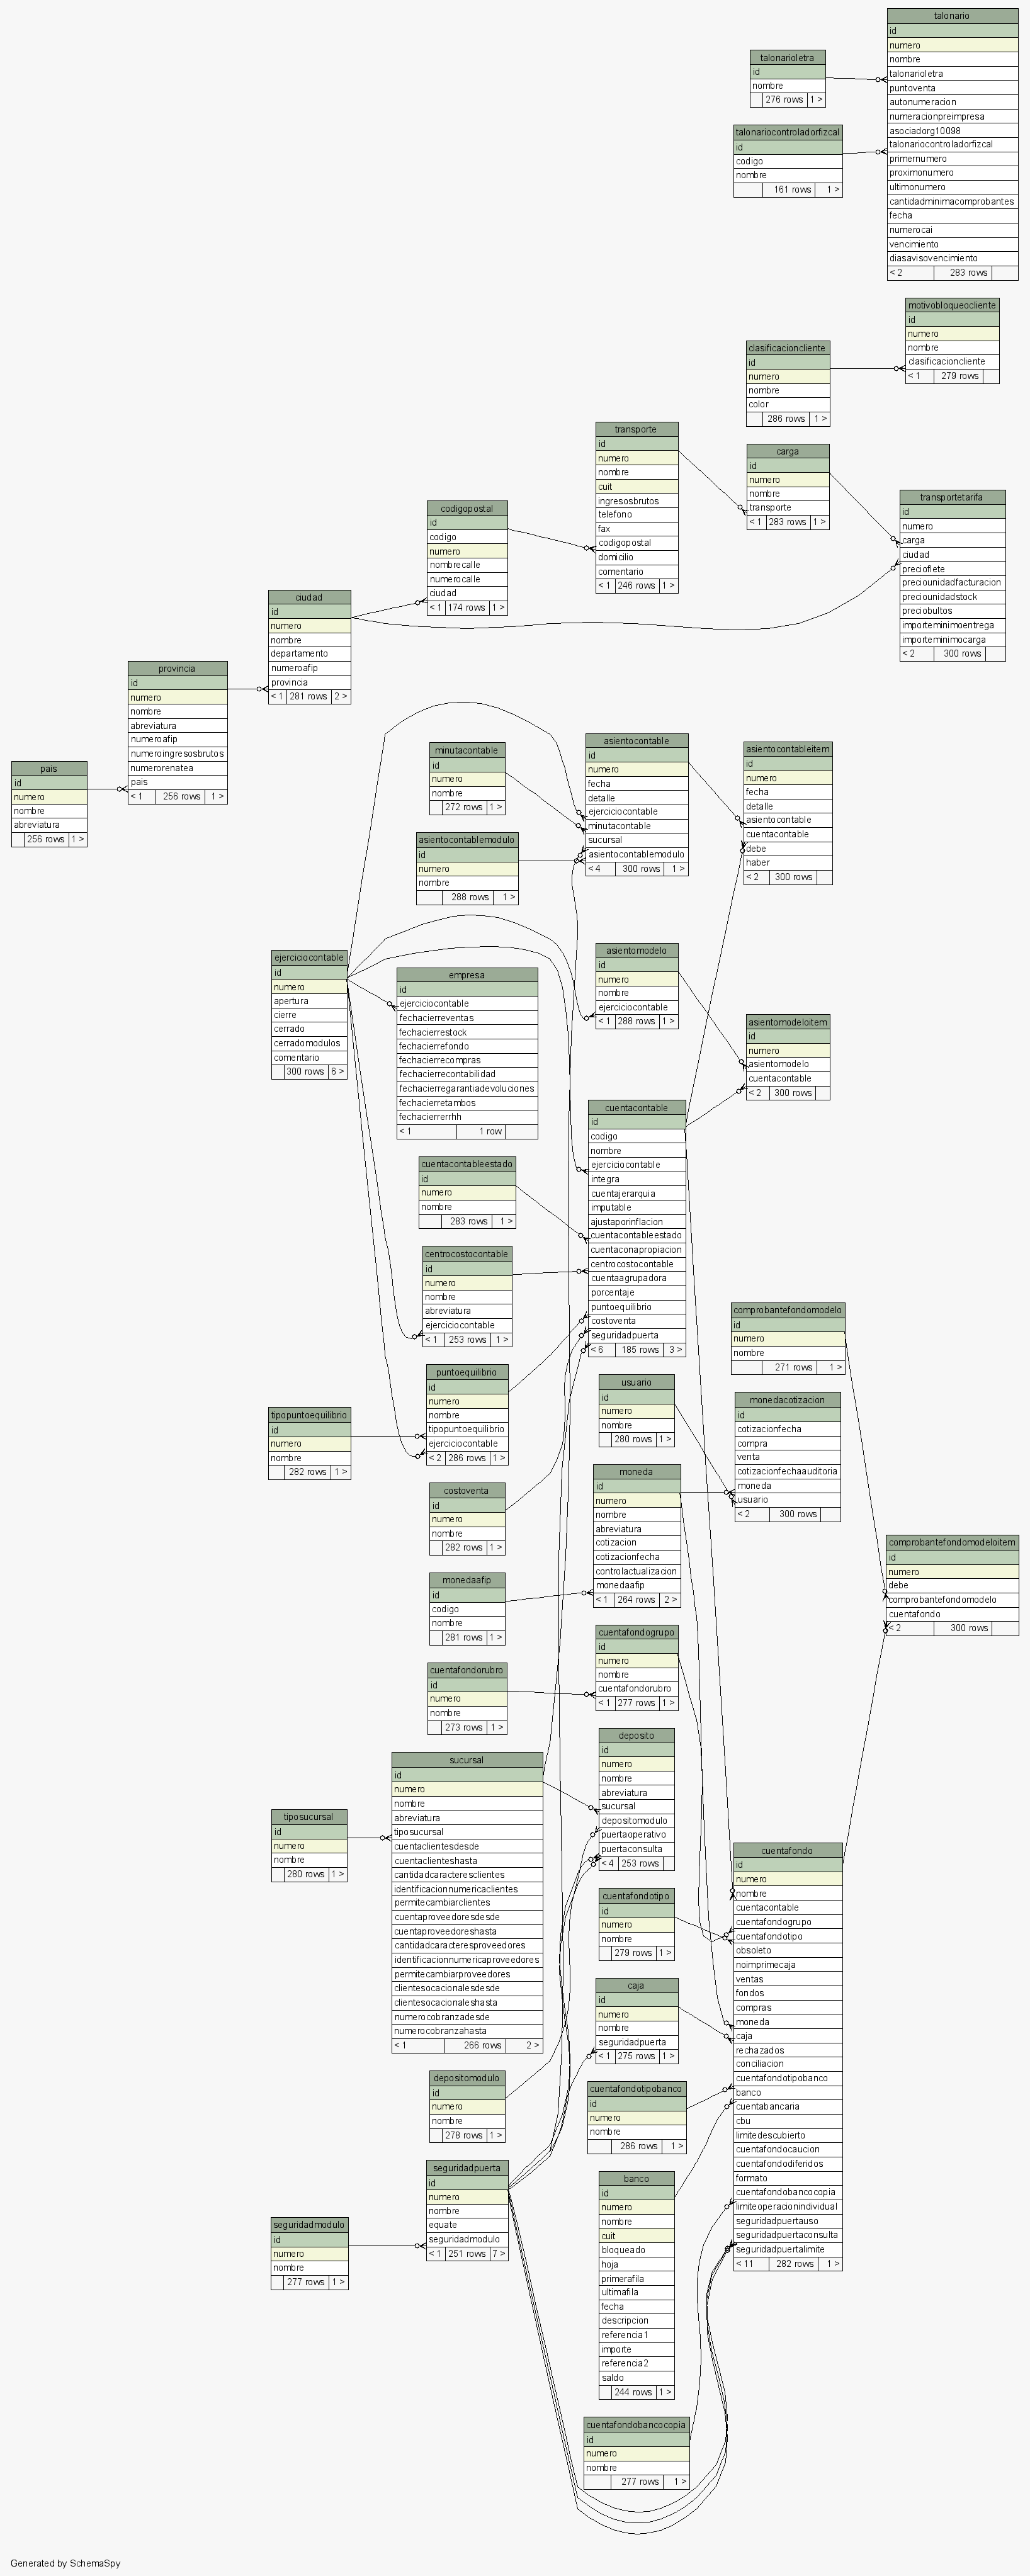 talonario
id
numero
nombre
talonarioletra
puntoventa
autonumeracion
numeracionpreimpresa
asociadorg10098
talonariocontroladorfizcal
primernumero
proximonumero
ultimonumero
cantidadminimacomprobantes
fecha
numerocai
vencimiento
diasavisovencimiento
< 2 283 rows
talonarioletra
id
nombre
276 rows 1 >
talonariocontroladorfizcal
id
codigo
nombre
161 rows 1 >
motivobloqueocliente
id
numero
nombre
clasificacioncliente
< 1 279 rows
clasificacioncliente
id
numero
nombre
color
286 rows 1 >
transporte
id
numero
nombre
cuit
ingresosbrutos
telefono
fax
codigopostal
domicilio
comentario
< 1 246 rows 1 >
carga
id
numero
nombre
transporte
< 1 283 rows 1 >
transportetarifa
id
numero
carga
ciudad
precioflete
preciounidadfacturacion
preciounidadstock
preciobultos
importeminimoentrega
importeminimocarga
< 2 300 rows
codigopostal
id
codigo
numero
nombrecalle
numerocalle
ciudad
< 1 174 rows 1 >
ciudad
id
numero
nombre
departamento
numeroafip
provincia
< 1 281 rows 2 >
provincia
id
numero
nombre
abreviatura
numeroafip
numeroingresosbrutos
numerorenatea
pais
< 1 256 rows 1 >
pais
id
numero
nombre
abreviatura
256 rows 1 >
minutacontable
id
numero
nombre
272 rows 1 >
asientocontable
id
numero
fecha
detalle
ejerciciocontable
minutacontable
sucursal
asientocontablemodulo
< 4 300 rows 1 >
asientocontableitem
id
numero
fecha
detalle
asientocontable
cuentacontable
debe
haber
< 2 300 rows
asientocontablemodulo
id
numero
nombre
288 rows 1 >
ejerciciocontable
id
numero
apertura
cierre
cerrado
cerradomodulos
comentario
300 rows 6 >
empresa
id
ejerciciocontable
fechacierreventas
fechacierrestock
fechacierrefondo
fechacierrecompras
fechacierrecontabilidad
fechacierregarantiadevoluciones
fechacierretambos
fechacierrerrhh
< 1 1 row
asientomodelo
id
numero
nombre
ejerciciocontable
< 1 288 rows 1 >
asientomodeloitem
id
numero
asientomodelo
cuentacontable
< 2 300 rows
cuentacontable
id
codigo
nombre
ejerciciocontable
integra
cuentajerarquia
imputable
ajustaporinflacion
cuentacontableestado
cuentaconapropiacion
centrocostocontable
cuentaagrupadora
porcentaje
puntoequilibrio
costoventa
seguridadpuerta
< 6 185 rows 3 >
cuentacontableestado
id
numero
nombre
283 rows 1 >
centrocostocontable
id
numero
nombre
abreviatura
ejerciciocontable
< 1 253 rows 1 >
puntoequilibrio
id
numero
nombre
tipopuntoequilibrio
ejerciciocontable
< 2 286 rows 1 >
tipopuntoequilibrio
id
numero
nombre
282 rows 1 >
comprobantefondomodelo
id
numero
nombre
271 rows 1 >
usuario
id
numero
nombre
280 rows 1 >
monedacotizacion
id
cotizacionfecha
compra
venta
cotizacionfechaauditoria
moneda
usuario
< 2 300 rows
costoventa
id
numero
nombre
282 rows 1 >
moneda
id
numero
nombre
abreviatura
cotizacion
cotizacionfecha
controlactualizacion
monedaafip
< 1 264 rows 2 >
comprobantefondomodeloitem
id
numero
debe
comprobantefondomodelo
cuentafondo
< 2 300 rows
monedaafip
id
codigo
nombre
281 rows 1 >
cuentafondogrupo
id
numero
nombre
cuentafondorubro
< 1 277 rows 1 >
cuentafondorubro
id
numero
nombre
273 rows 1 >
deposito
id
numero
nombre
abreviatura
sucursal
depositomodulo
puertaoperativo
puertaconsulta
< 4 253 rows
sucursal
id
numero
nombre
abreviatura
tiposucursal
cuentaclientesdesde
cuentaclienteshasta
cantidadcaracteresclientes
identificacionnumericaclientes
permitecambiarclientes
cuentaproveedoresdesde
cuentaproveedoreshasta
cantidadcaracteresproveedores
identificacionnumericaproveedores
permitecambiarproveedores
clientesocacionalesdesde
clientesocacionaleshasta
numerocobranzadesde
numerocobranzahasta
< 1 266 rows 2 >
tiposucursal
id
numero
nombre
280 rows 1 >
cuentafondo
id
numero
nombre
cuentacontable
cuentafondogrupo
cuentafondotipo
obsoleto
noimprimecaja
ventas
fondos
compras
moneda
caja
rechazados
conciliacion
cuentafondotipobanco
banco
cuentabancaria
cbu
limitedescubierto
cuentafondocaucion
cuentafondodiferidos
formato
cuentafondobancocopia
limiteoperacionindividual
seguridadpuertauso
seguridadpuertaconsulta
seguridadpuertalimite
< 11 282 rows 1 >
cuentafondotipo
id
numero
nombre
279 rows 1 >
caja
id
numero
nombre
seguridadpuerta
< 1 275 rows 1 >
depositomodulo
id
numero
nombre
278 rows 1 >
cuentafondotipobanco
id
numero
nombre
286 rows 1 >
seguridadpuerta
id
numero
nombre
equate
seguridadmodulo
< 1 251 rows 7 >
seguridadmodulo
id
numero
nombre
277 rows 1 >
banco
id
numero
nombre
cuit
bloqueado
hoja
primerafila
ultimafila
fecha
descripcion
referencia1
importe
referencia2
saldo
244 rows 1 >
cuentafondobancocopia
id
numero
nombre
277 rows 1 >
Generated by SchemaSpy